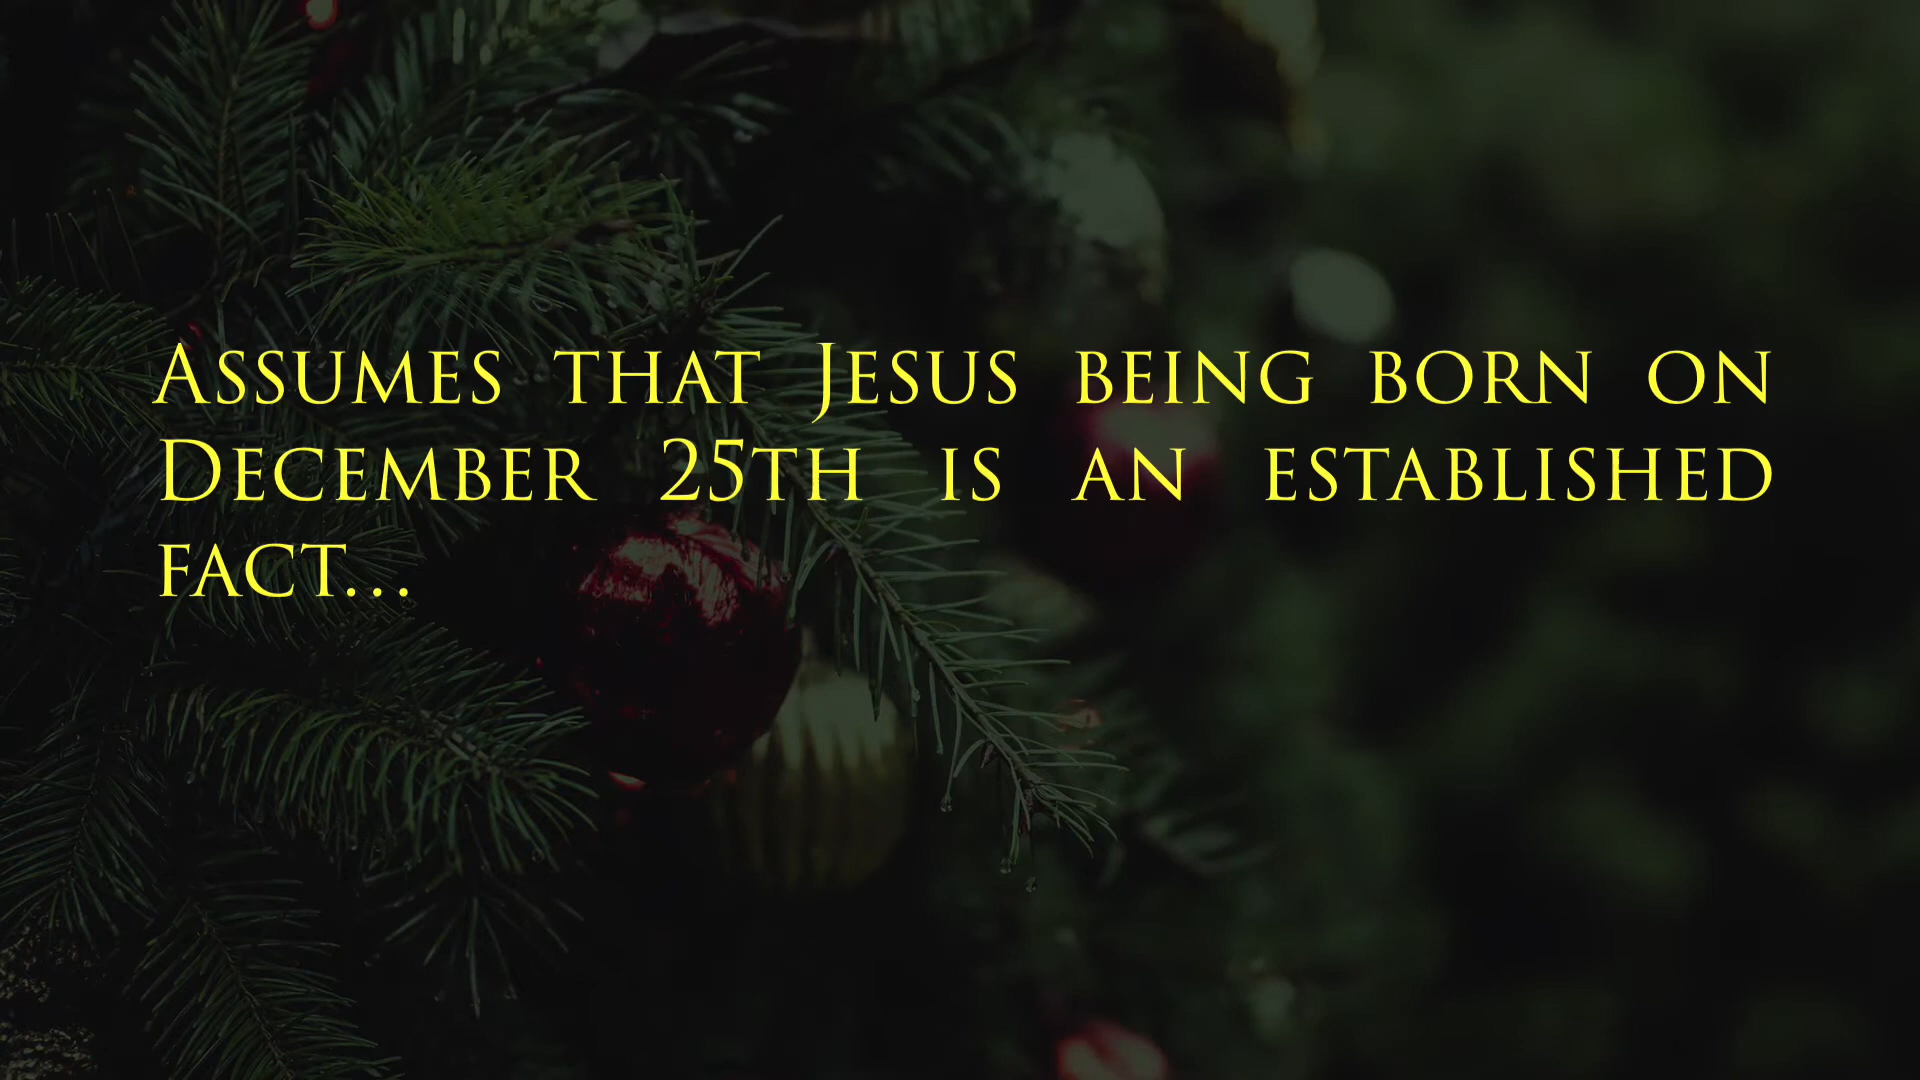 Assumes that Jesus being born on
December 25th is an established
fact...